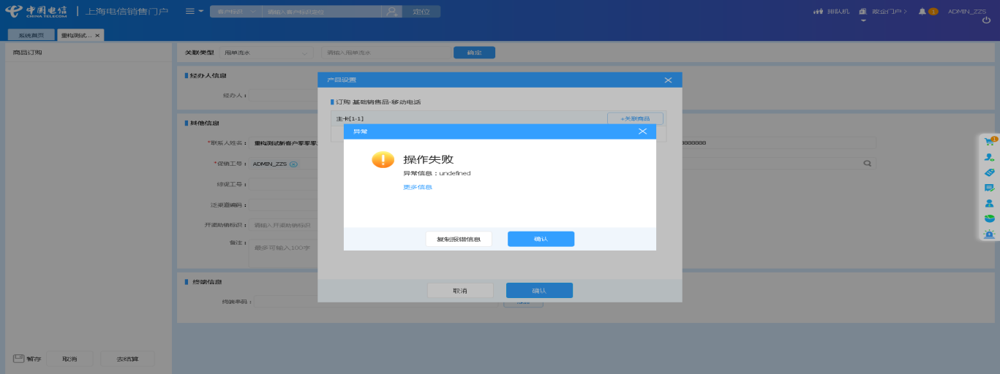 中国电信
CHINA TELECOM
上海电信销售门户
客户标识
请输入客户标识定位
定位
排队机
政企门户 >
1
ADMIN_ZZS
系统首页
重构测试... ×
商品订购
关联类型
甩单流水
请输入甩单流水
确定
经办人信息
经办人：
产品设置
订购 基础销售品-移动电话
主卡[1-1]
+关联商品
异常
操作失败
异常信息：undefined
更多信息
复制报错信息
确认
其他信息
*联系人姓名：
重构测试新客户零零零
8888888
1
*促销工号：
ADMIN_ZZS
综促工号：
泛渠道编码：
开渠助销标识：
请输入开渠助销标识
备注：
最多可输入100字
取消
确认
终端信息
终端串码：
暂存
取消
去结算